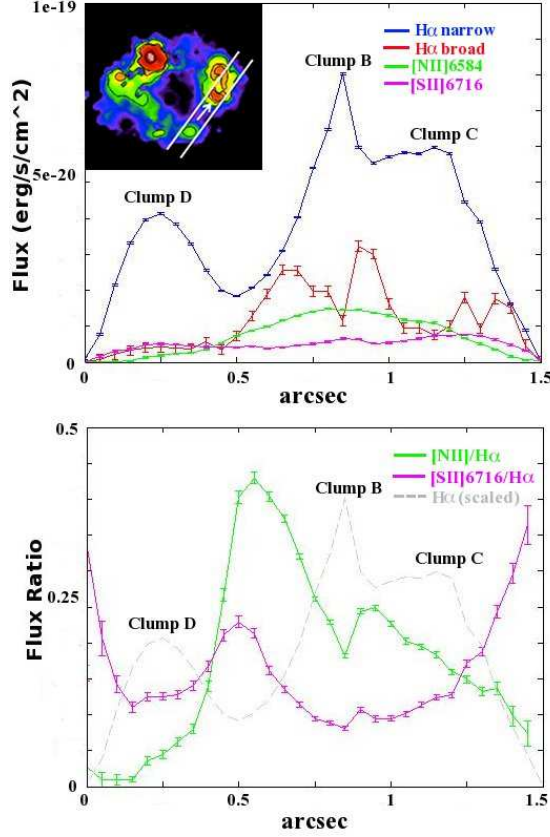 1e-19
Hα narrow
Hα broad
[NII]6584
[SII]6716
Clump B
Clump C
Clump D
5e-20
Flux (erg/s/cm^2)
0
0 0.5 1 1.5
arcsec
0.5
[NII]/Hα
[SII]6716/Hα
Hα (scaled)
Clump B
Clump C
Clump D
0.25
Flux Ratio
0
0 0.5 1 1.5
arcsec